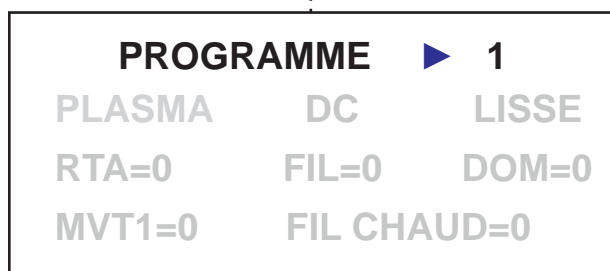 PROGRAMME ► 1
PLASMA DC LISSE
RTA=0 FIL=0 DOM=0
MVT1=0 FIL CHAUD=0